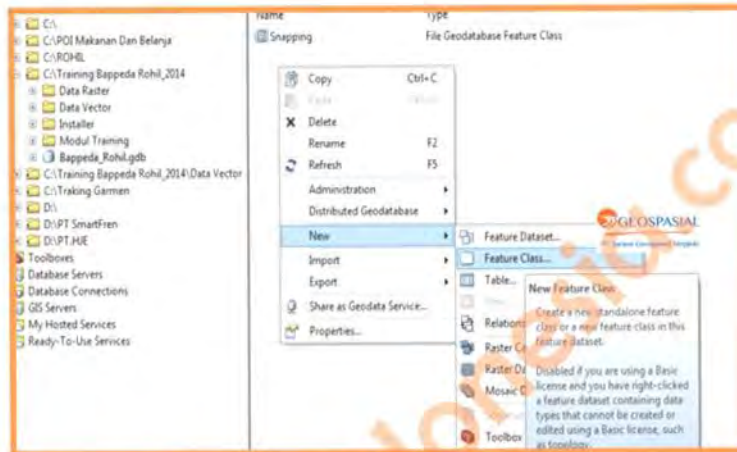 C:\
C:\POI Makanan Dan Belanja
C:\ROHIL
C:\Training Bappeda Rohil_2014
Data Raster
Data Vector
Installer
Modul Training
Bappeda_Rohil.gdb
C:\Training Bappeda Rohil_2014\Data Vector
C:\Traking Garmen
D:\
D:\PT SmartFren
D:\PT.HJE
Toolboxes
Database Servers
Database Connections
GIS Servers
My Hosted Services
Ready-To-Use Services
Name Type
Snapping File Geodatabase Feature Class
Copy Ctrl+C
Delete
Rename F2
Refresh F5
Administration
Distributed Geodatabase
New
Import
Export
Share as Geodata Service...
Properties...
Feature Dataset...
Feature Class...
Table...
Relations
Raster Ca
Raster Da
Mosaic D
Toolbox
GEOSPASIAL
New Feature Class
Create a new standalone feature
class or a new feature class in this
feature dataset.
Disabled if you are using a Basic
license and you have right-clicked
a feature dataset containing data
types that cannot be created or
edited using a Basic license, such
as topology.